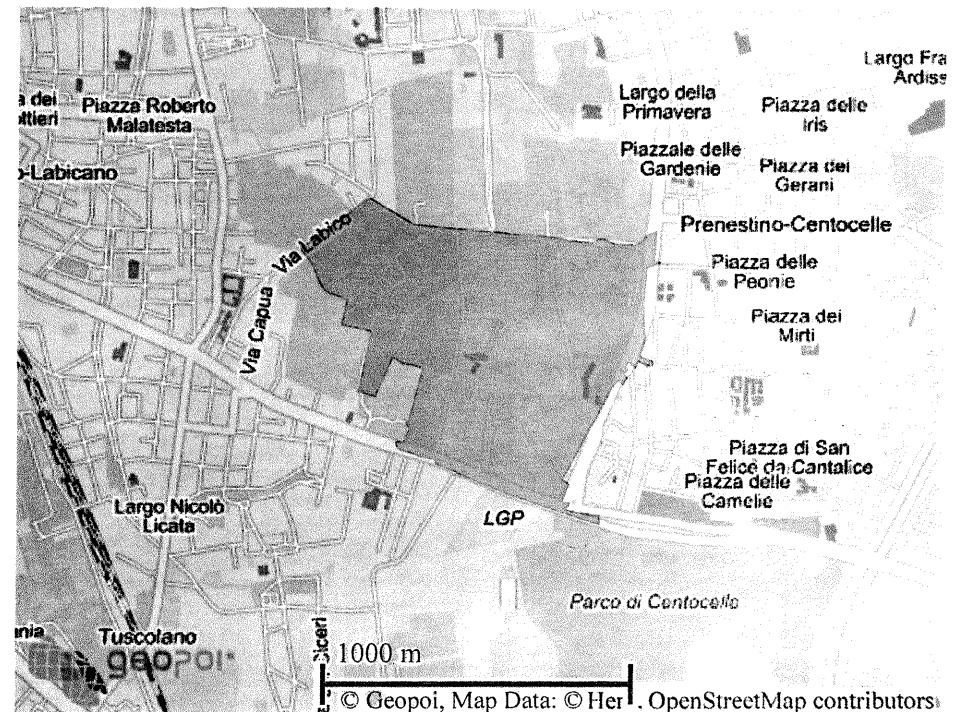 Largo Fra
Ardiss
Largo della
Primavera
Piazza delle
Iris
a dei
ottieri
Piazza Roberto
Malatesta
Piazzale delle
Gardenie
Piazza dei
Gerani
o-Labicano
Via Labico
Prenestino-Centocelle
Piazza delle
Peonie
Via Capua
Piazza dei
Mirti
Piazza di San
Felice da Cantalice
Piazza delle
Camelie
Largo Nicolò
Licata
LGP
Parco di Centocelle
Tuscolano
geopoi
1000 m
© Geopoi, Map Data: © Her . OpenStreetMap contributors